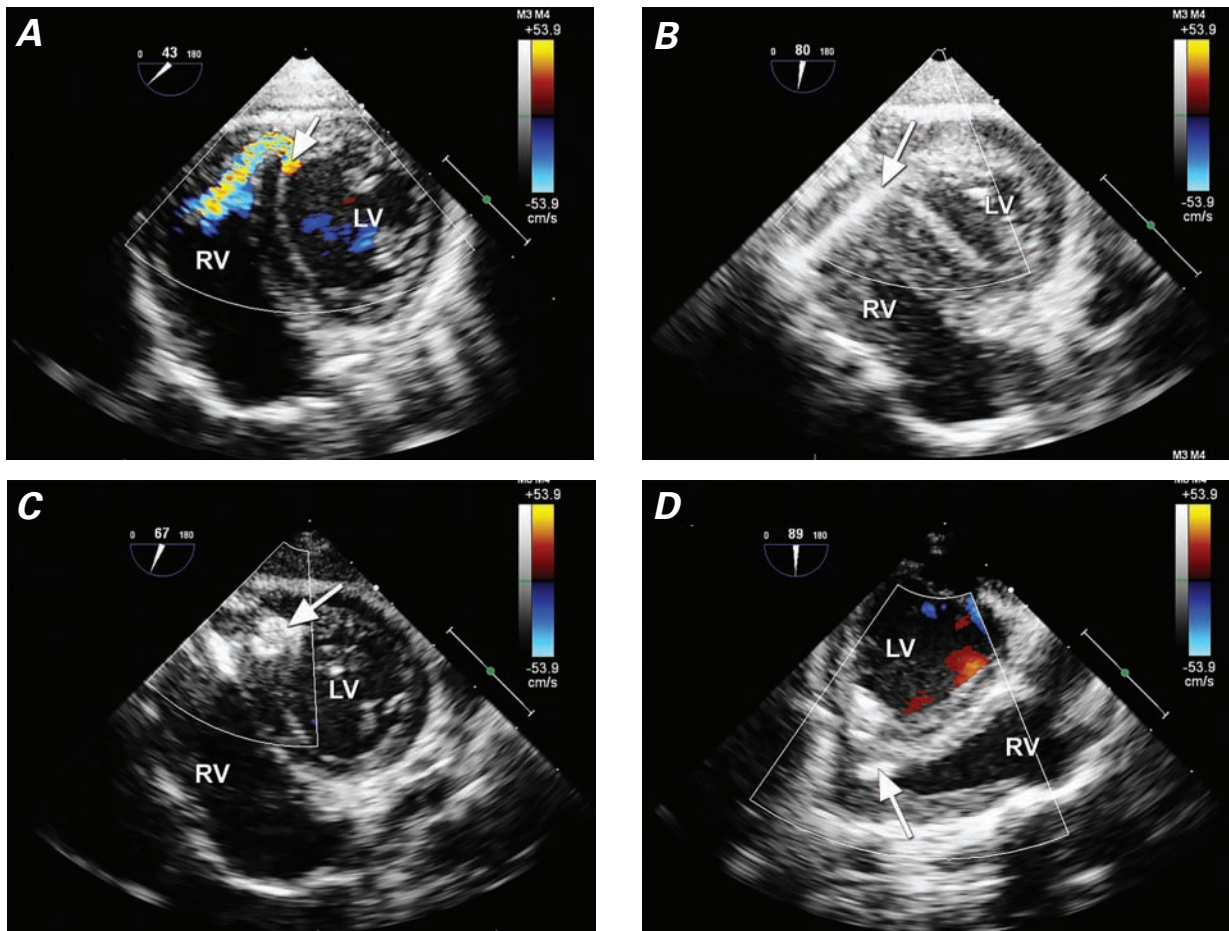 A
M3 M4
+53.9
0 43 180
LV
RV
-53.9
cm/s
B
M3 M4
+53.9
0 80 180
LV
RV
-53.9
cm/s
M3 M4
C
+53.9
0 67 180
LV
RV
-53.9
cm/s
D
+53.9
0 89 180
LV
RV
-53.9
cm/s